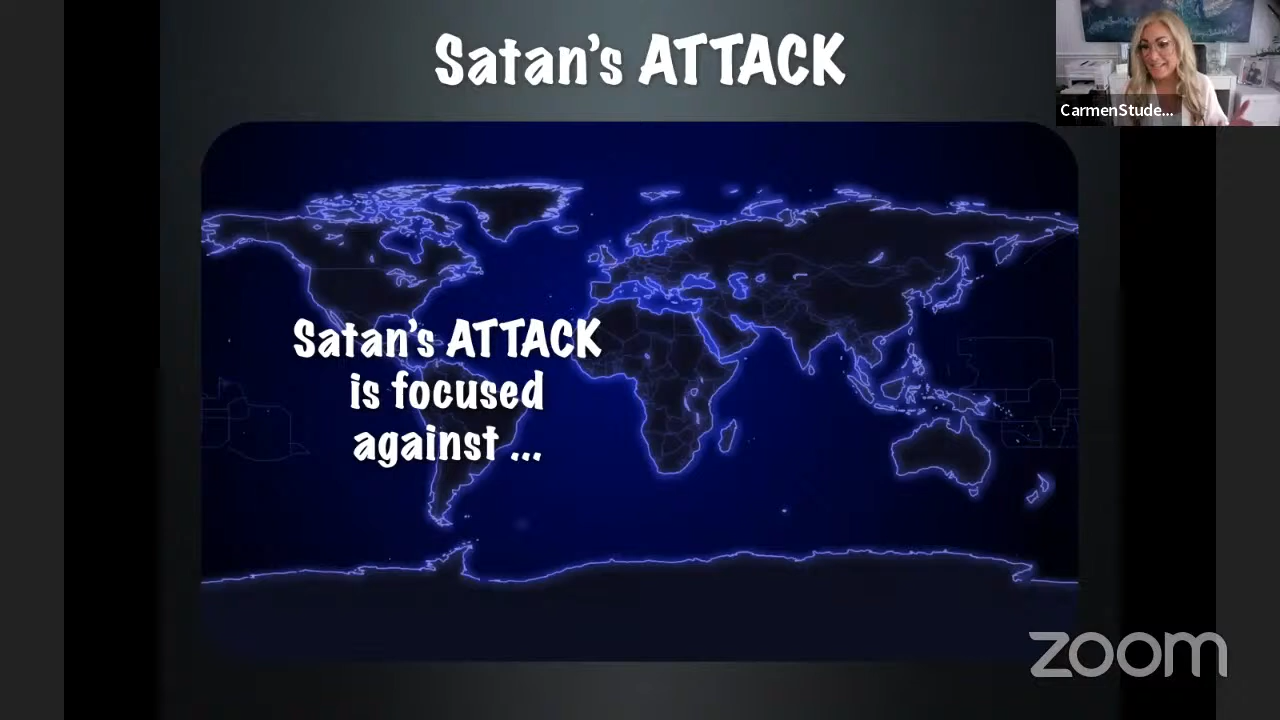 Satan's ATTACK
CarmenStude...
Satan's ATTACK
is focused
against ...
zoom